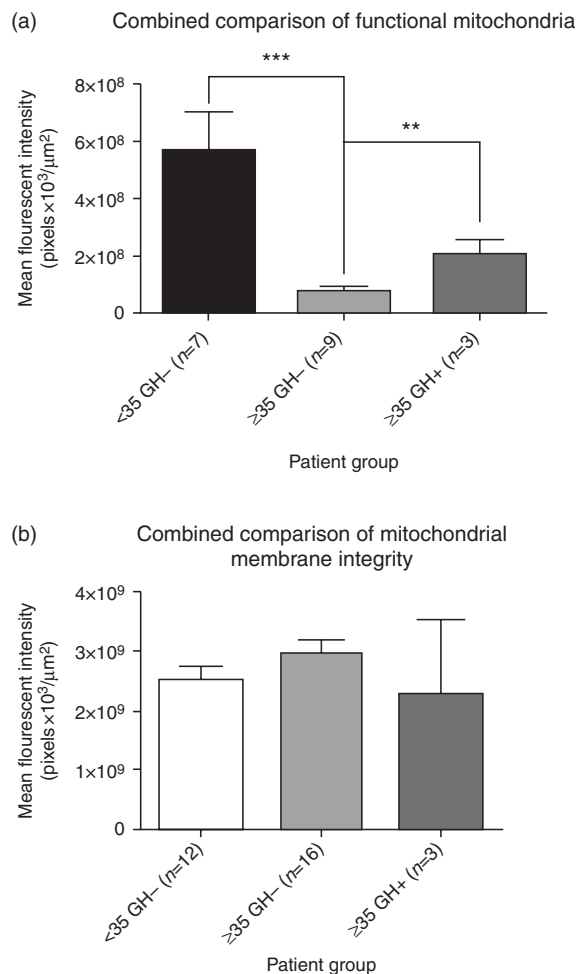 (a) Combined comparison of functional mitochondria
Mean flourescent intensity
(pixels×10³/μm²)
8×10⁸
6×10⁸
4×10⁸
2×10⁸
0
***
**
<35 GH– (n=7)
≥35 GH– (n=9)
≥35 GH+ (n=3)
Patient group
(b) Combined comparison of mitochondrial
membrane integrity
Mean flourescent intensity
(pixels×10³/μm²)
4×10⁹
3×10⁹
2×10⁹
1×10⁹
0
<35 GH– (n=12)
≥35 GH– (n=16)
≥35 GH+ (n=3)
Patient group